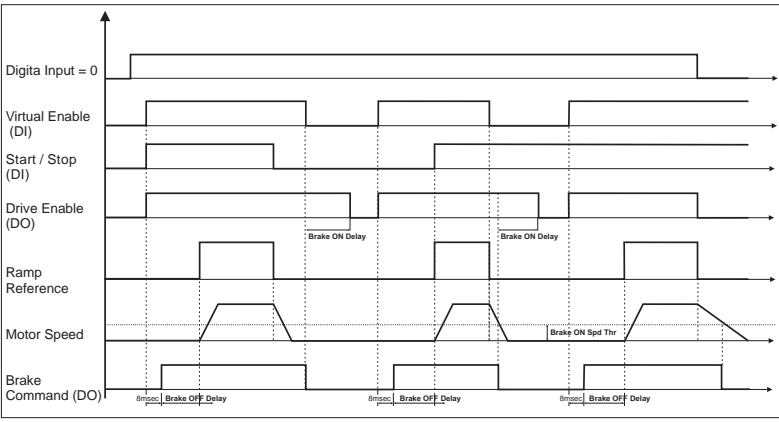 Digita Input = 0
Virtual Enable
(DI)
Start / Stop
(DI)
Drive Enable
(DO)
Brake ON Delay
Brake ON Delay
Ramp
Reference
Motor Speed
Brake ON Spd Thr
Brake
Command (DO)
8msec
Brake OFF Delay
8msec
Brake OFF Delay
8msec
Brake OFF Delay